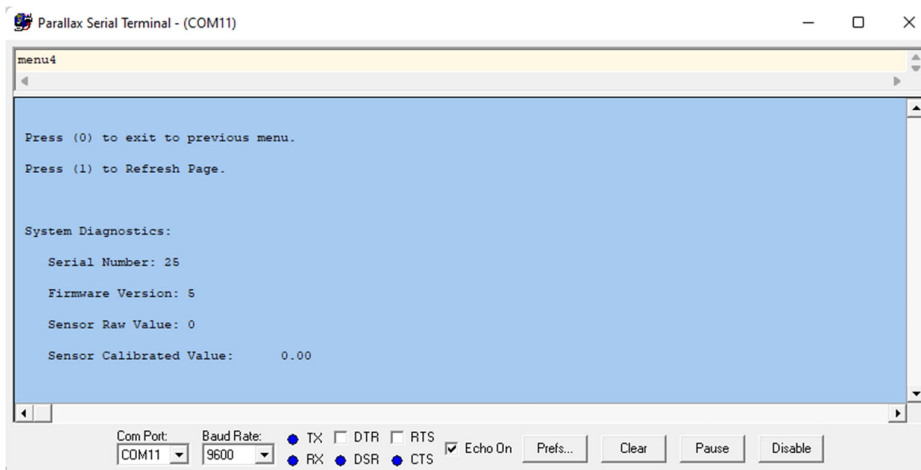 Parallax Serial Terminal - (COM11)
menu4
Press (0) to exit to previous menu.
Press (1) to Refresh Page.
System Diagnostics:
Serial Number: 25
Firmware Version: 5
Sensor Raw Value: 0
Sensor Calibrated Value: 0.00
Com Port: Baud Rate: TX DTR RTS
COM11 9600 RX DSR CTS Echo On Prefs... Clear Pause Disable